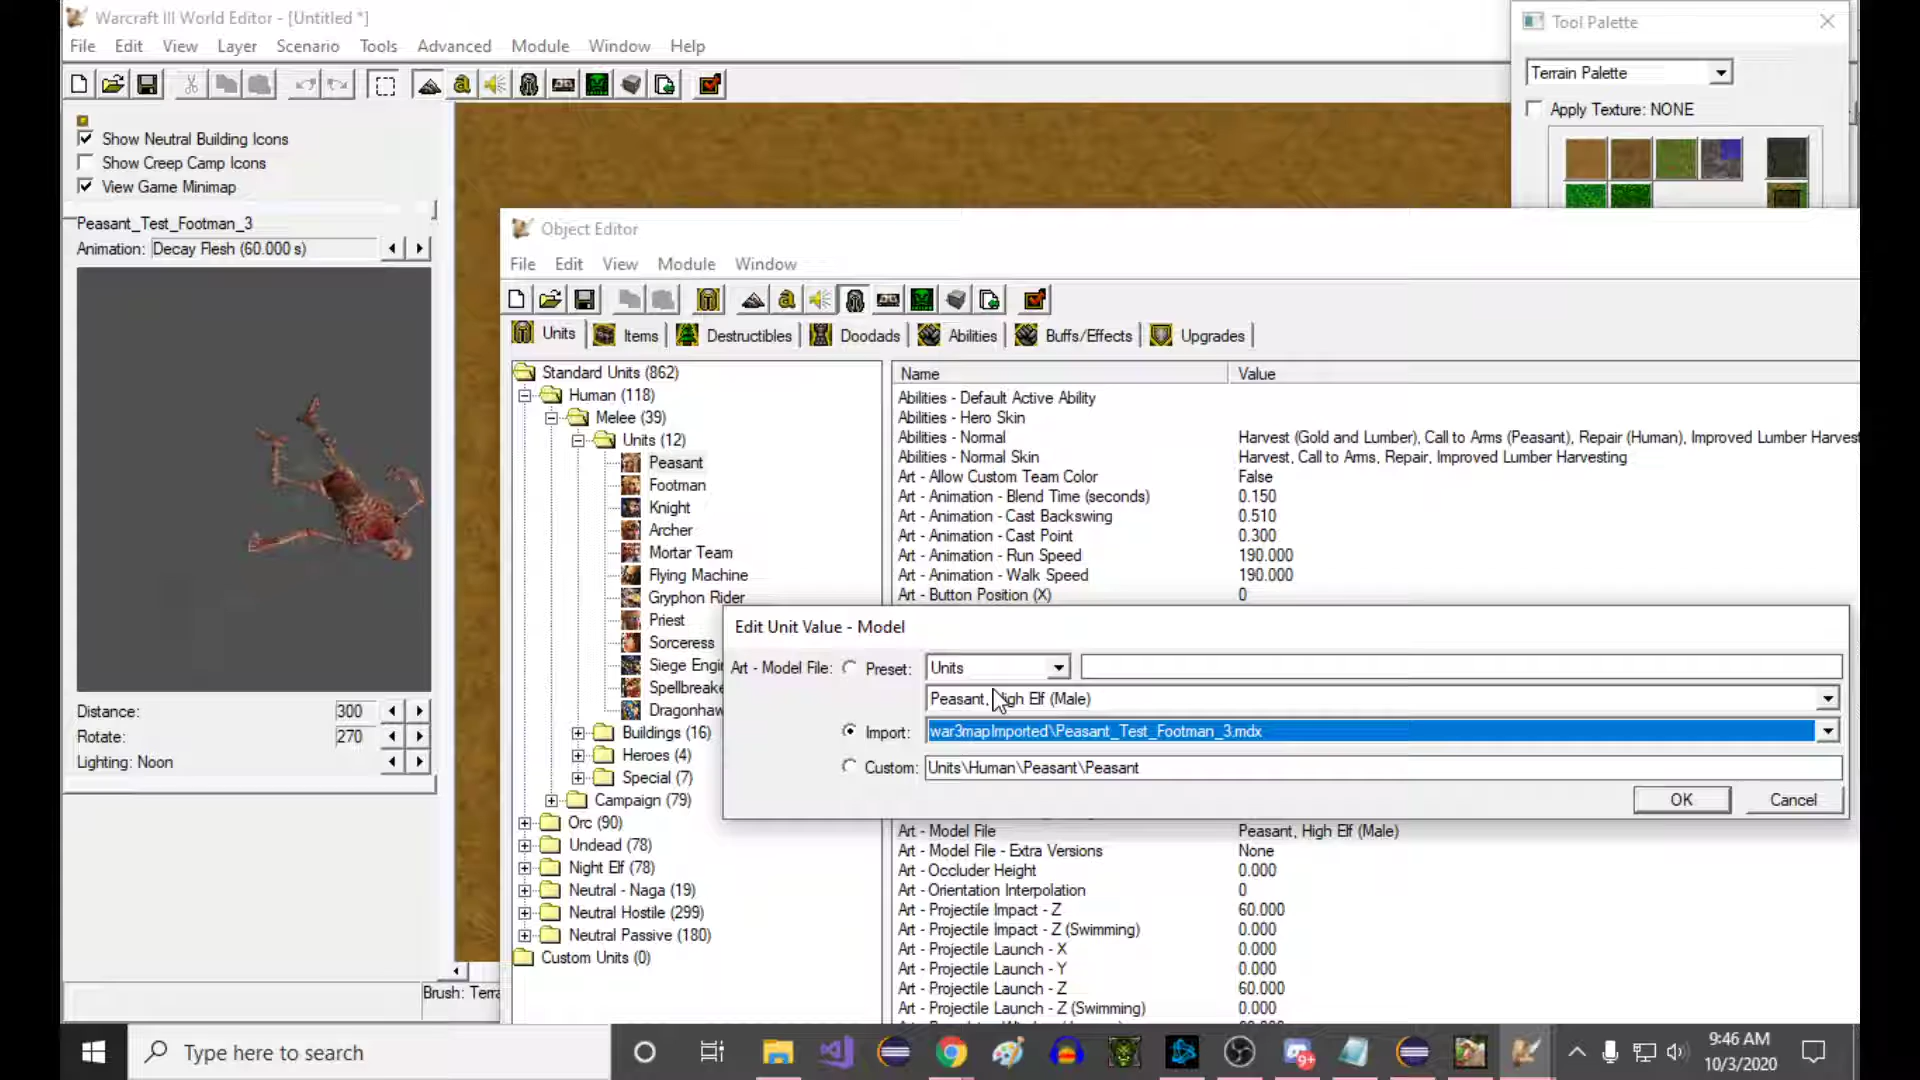 Warcraft III World Editor - [Untitled *]
File Edit View Layer Scenario Tools Advanced Module Window Help
Show Neutral Building Icons
Show Creep Camp Icons
View Game Minimap
Peasant_Test_Footman_3
Animation: Decay Flesh (60.000 s)
Distance: 300
Rotate: 270
Lighting: Noon
Brush: Terra
Tool Palette
Terrain Palette
Apply Texture: NONE
Object Editor
File Edit View Module Window
Units Items Destructibles Doodads Abilities Buffs/Effects Upgrades
Standard Units (862)
Human (118)
Melee (39)
Units (12)
Peasant
Footman
Knight
Archer
Mortar Team
Flying Machine
Gryphon Rider
Priest
Sorceress
Siege Engi
Spellbreake
Dragonhaw
Buildings (16)
Heroes (4)
Special (7)
Campaign (79)
Orc (90)
Undead (78)
Night Elf (78)
Neutral - Naga (19)
Neutral Hostile (299)
Neutral Passive (180)
Custom Units (0)
Name Value
Abilities - Default Active Ability
Abilities - Hero Skin
Abilities - Normal Harvest (Gold and Lumber), Call to Arms (Peasant), Repair (Human), Improved Lumber Harvest
Abilities - Normal Skin Harvest, Call to Arms, Repair, Improved Lumber Harvesting
Art - Allow Custom Team Color False
Art - Animation - Blend Time (seconds) 0.150
Art - Animation - Cast Backswing 0.510
Art - Animation - Cast Point 0.300
Art - Animation - Run Speed 190.000
Art - Animation - Walk Speed 190.000
Art - Button Position (X) 0
Edit Unit Value - Model
Art - Model File: Preset: Units
Peasant, High Elf (Male)
Import: war3mapImported\Peasant_Test_Footman_3.mdx
Custom: Units\Human\Peasant\Peasant
OK Cancel
Art - Model File Peasant, High Elf (Male)
Art - Model File - Extra Versions None
Art - Occluder Height 0.000
Art - Orientation Interpolation 0
Art - Projectile Impact - Z 60.000
Art - Projectile Impact - Z (Swimming) 0.000
Art - Projectile Launch - X 0.000
Art - Projectile Launch - Y 0.000
Art - Projectile Launch - Z 60.000
Art - Projectile Launch - Z (Swimming) 0.000
Type here to search
9+
9:46 AM
10/3/2020